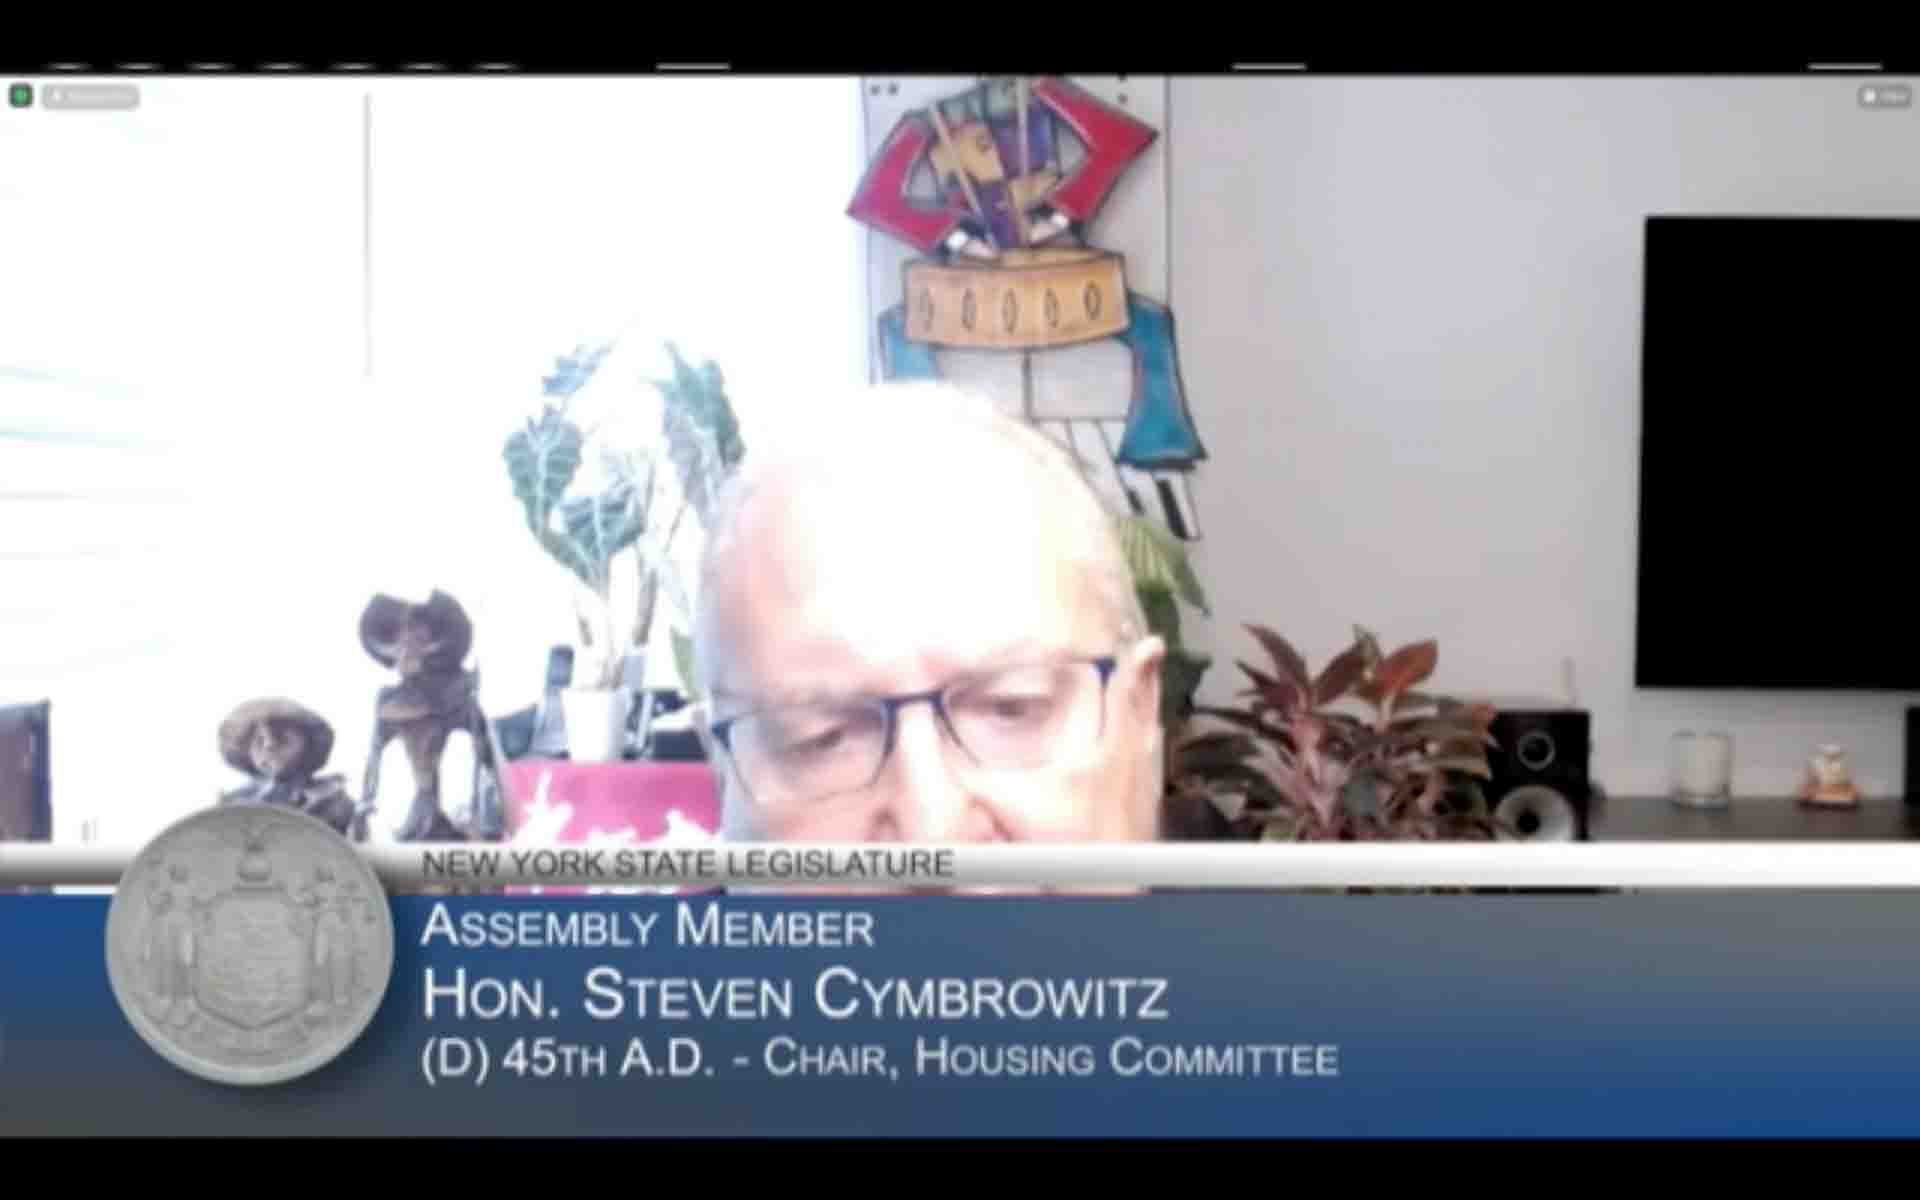 NEW YORK STATE LEGISLATURE
ASSEMBLY MEMBER
HON. STEVEN CYMBROWITZ
(D) 45TH A.D. - CHAIR, HOUSING COMMITTEE